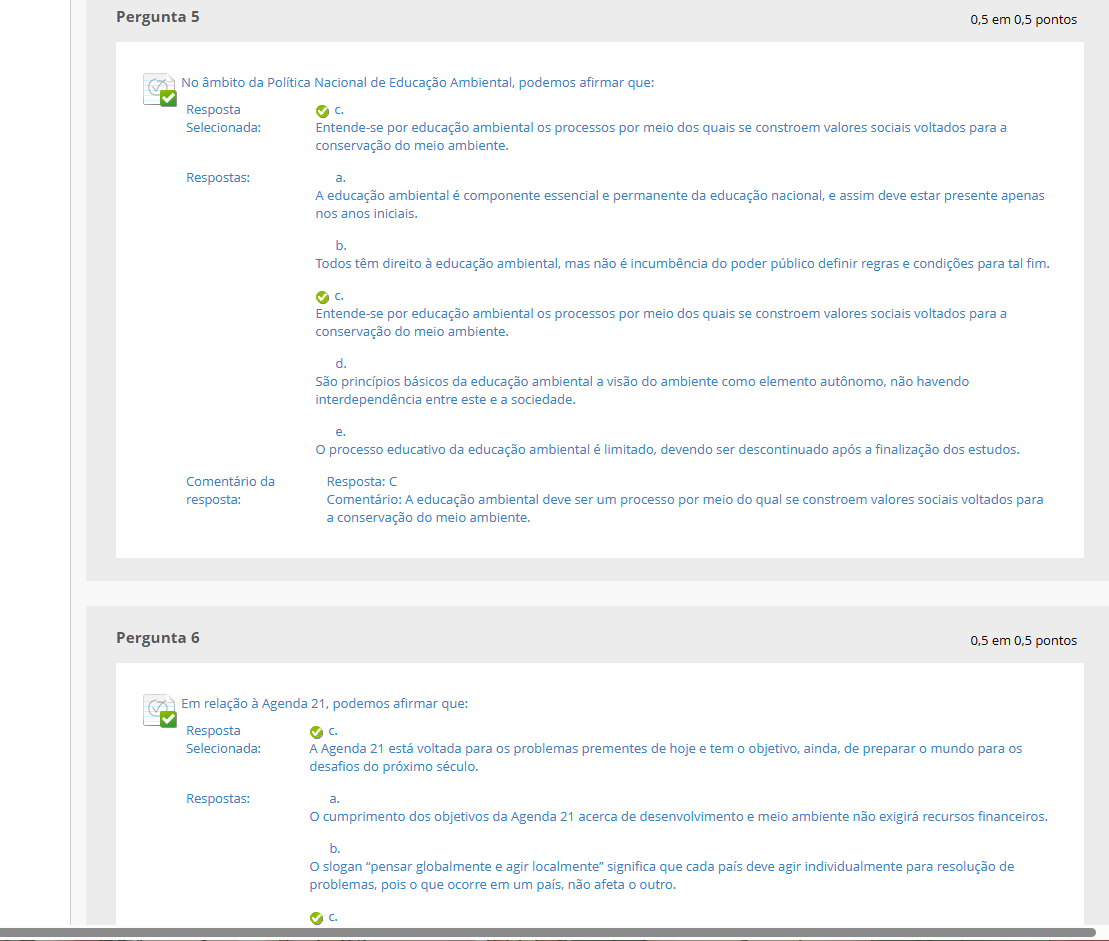 Pergunta 5
0,5 em 0,5 pontos
No âmbito da Política Nacional de Educação Ambiental, podemos afirmar que:
Resposta Selecionada:
c.
Entende-se por educação ambiental os processos por meio dos quais se constroem valores sociais voltados para a
conservação do meio ambiente.
Respostas:
a.
A educação ambiental é componente essencial e permanente da educação nacional, e assim deve estar presente apenas
nos anos iniciais.
b.
Todos têm direito à educação ambiental, mas não é incumbência do poder público definir regras e condições para tal fim.
c.
Entende-se por educação ambiental os processos por meio dos quais se constroem valores sociais voltados para a
conservação do meio ambiente.
d.
São princípios básicos da educação ambiental a visão do ambiente como elemento autônomo, não havendo
interdependência entre este e a sociedade.
e.
O processo educativo da educação ambiental é limitado, devendo ser descontinuado após a finalização dos estudos.
Comentário da
resposta:
Resposta: C
Comentário: A educação ambiental deve ser um processo por meio do qual se constroem valores sociais voltados para
a conservação do meio ambiente.
Pergunta 6
0,5 em 0,5 pontos
Em relação à Agenda 21, podemos afirmar que:
Resposta
Selecionada:
c.
A Agenda 21 está voltada para os problemas prementes de hoje e tem o objetivo, ainda, de preparar o mundo para os
desafios do próximo século.
Respostas:
a.
O cumprimento dos objetivos da Agenda 21 acerca de desenvolvimento e meio ambiente não exigirá recursos financeiros.
b.
O slogan “pensar globalmente e agir localmente” significa que cada país deve agir individualmente para resolução de
problemas, pois o que ocorre em um país, não afeta o outro.
c.